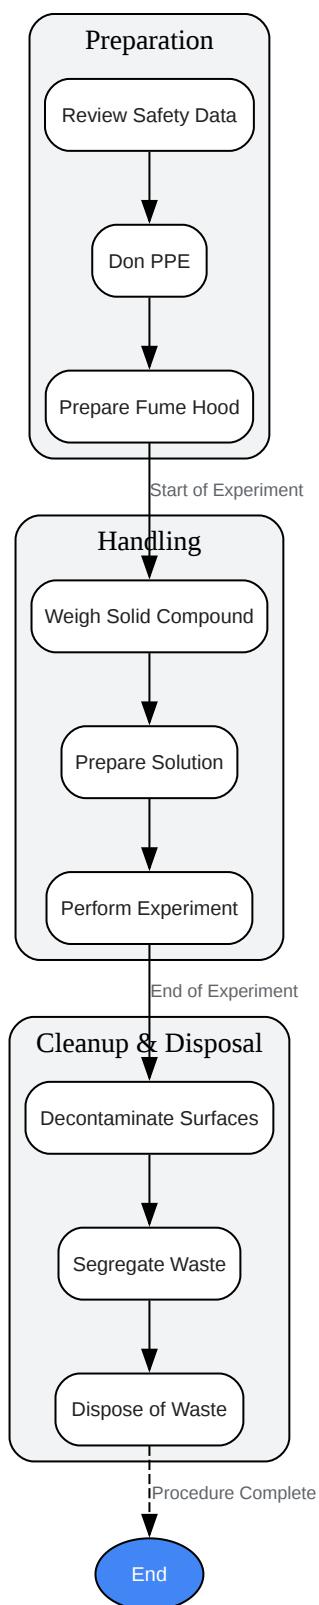 Preparation
Review Safety Data
Don PPE
Prepare Fume Hood
Start of Experiment
Handling
Weigh Solid Compound
Prepare Solution
Perform Experiment
End of Experiment
Cleanup & Disposal
Decontaminate Surfaces
Segregate Waste
Dispose of Waste
Procedure Complete
End